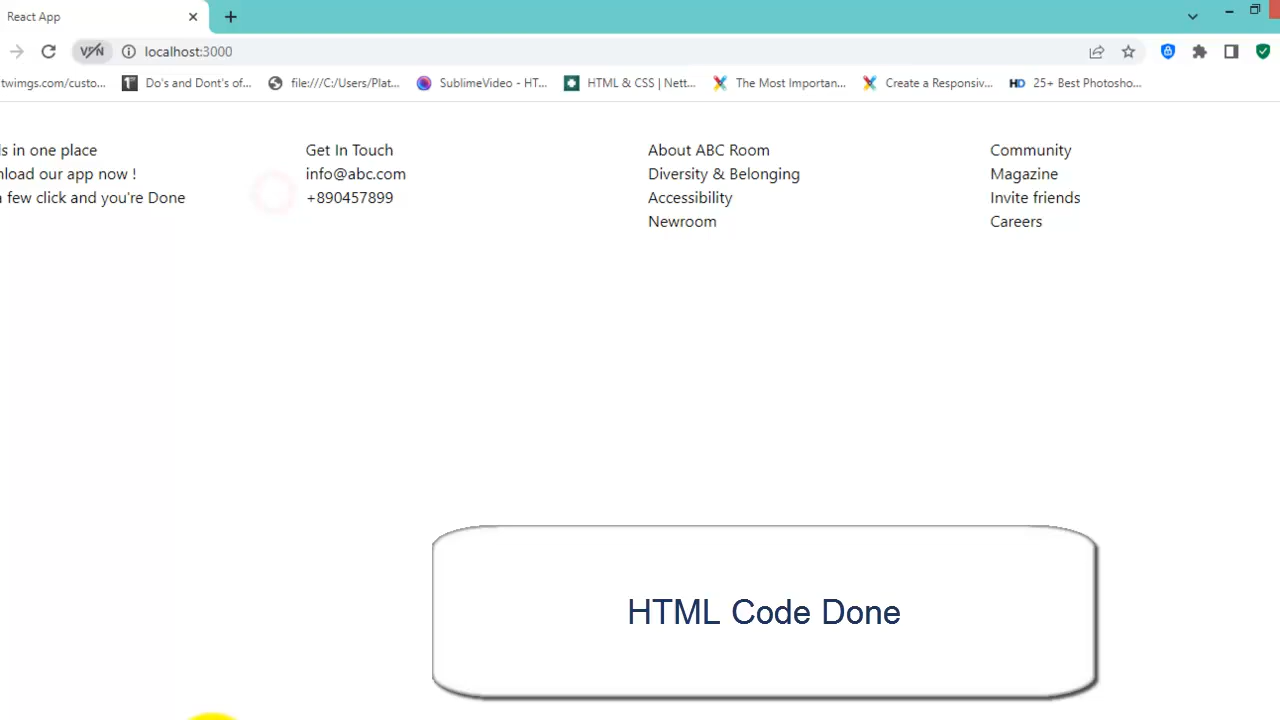 React App
localhost:3000
twimgs.com/custo...
Do's and Dont's of...
file:///C:/Users/Plat...
SublimeVideo - HT...
HTML & CSS | Nett...
The Most Importan...
Create a Responsiv...
HD 25+ Best Photosho...
in one place
our app now !
few click and you're Done
Get In Touch
info@abc.com
+890457899
About ABC Room
Diversity & Belonging
Accessibility
Newroom
Community
Magazine
Invite friends
Careers
HTML Code Done